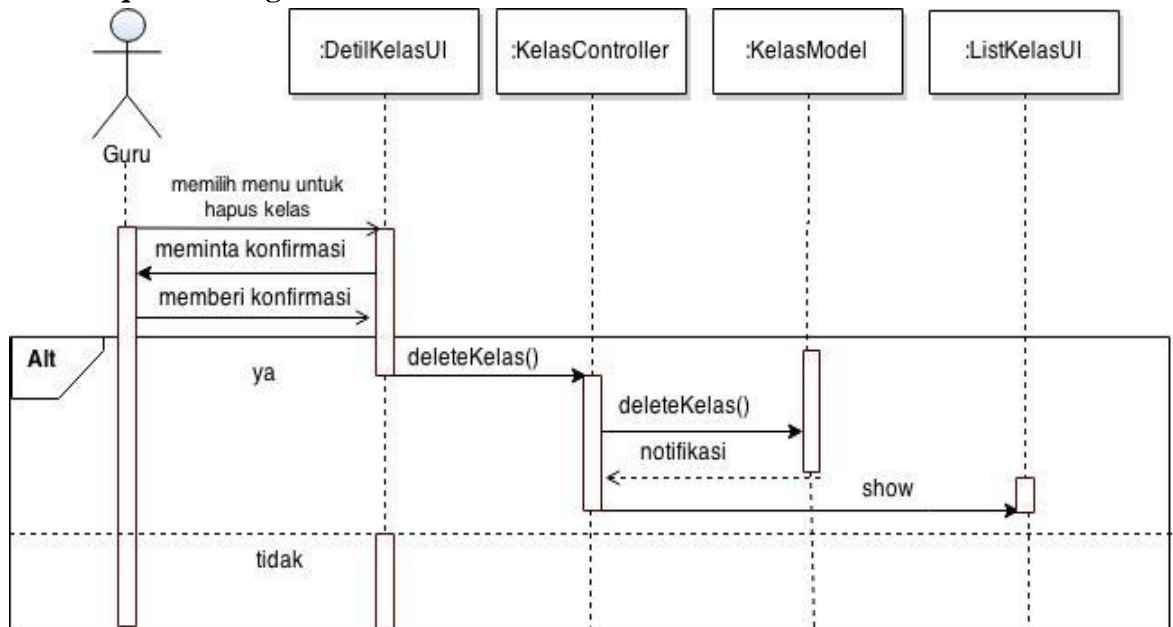 :DetilKelasUI
:KelasController
:KelasModel
:ListKelasUI
Guru
memilih menu untuk
hapus kelas
meminta konfirmasi
memberi konfirmasi
Alt
ya
deleteKelas()
deleteKelas()
notifikasi
show
tidak